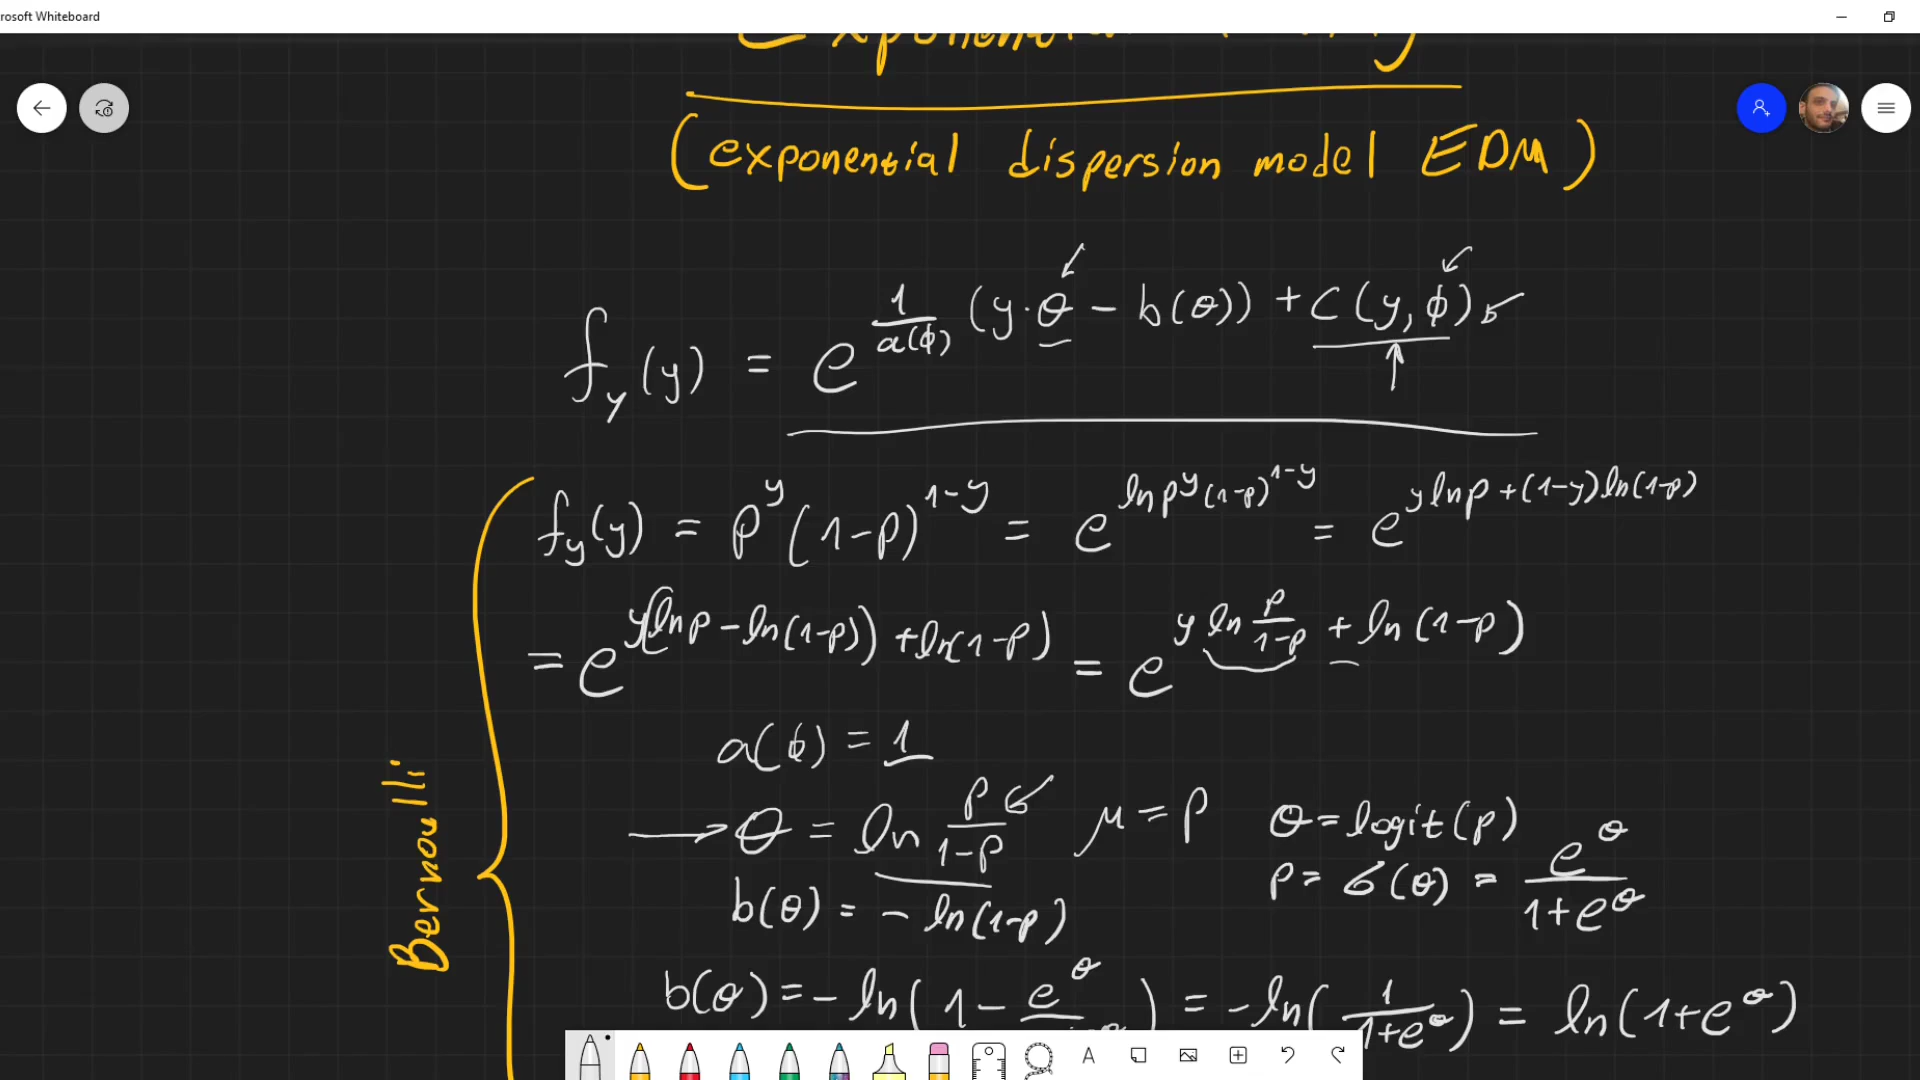 rosoft Whiteboard
(exponential dispersion model EDM)
f_y(y) = e^{1/a(ϕ) (y·θ − b(θ)) + C(y,ϕ)}
f_y(y) = p^y (1-p)^{1-y} = e^{ln p^y (1-p)^{1-y}} = e^{y ln p + (1-y) ln(1-p)}
= e^{y(ln p − ln(1-p)) + ln(1-p)} = e^{y ln p/(1-p) + ln(1-p)}
a(ϕ) = 1
→ θ = ln p/(1-p) μ = p θ = logit(p)
p = σ(θ) = e^θ/(1+e^θ)
b(θ) = − ln(1-p)
Bernoulli
b(θ) = − ln(1 − e^θ/ ) = − ln(1/(1+e^θ)) = ln(1+e^θ)
A